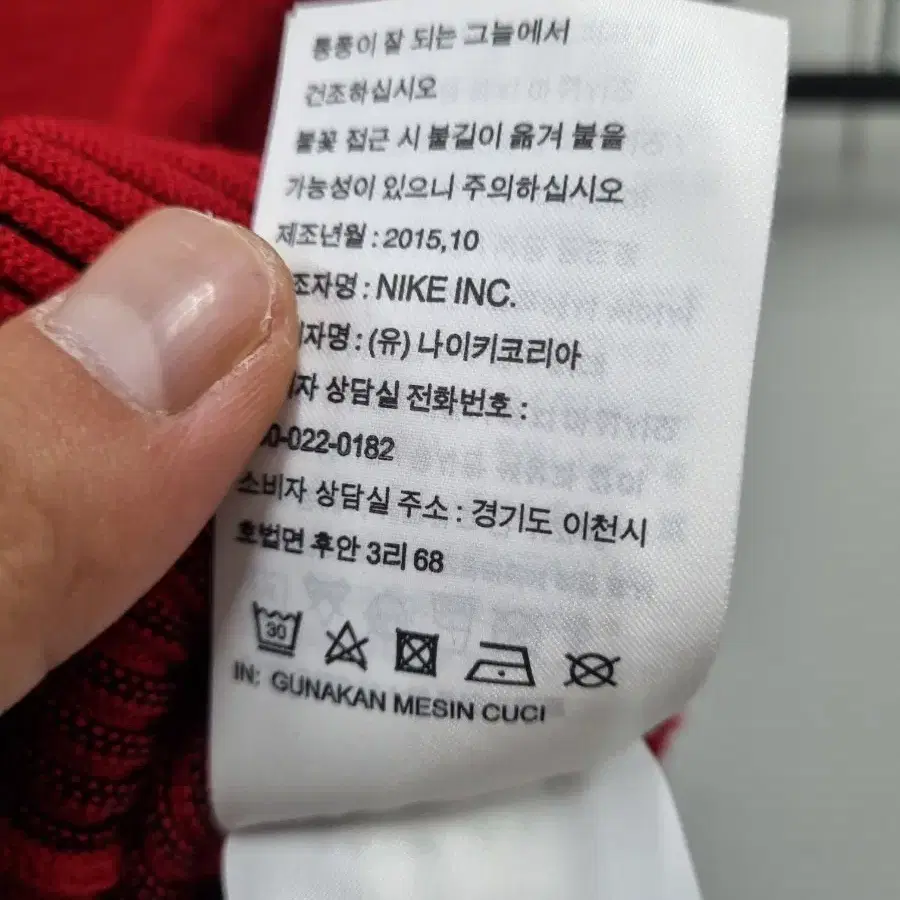 통풍이 잘 되는 그늘에서
건조하십시오
불꽃 접근 시 불길이 옮겨 붙을
가능성이 있으니 주의하십시오
제조년월 : 2015,10
조자명 : NIKE INC.
자명 : (유) 나이키코리아
자 상담실 전화번호 :
0-022-0182
소비자 상담실 주소 : 경기도 이천시
호법면 후안 3리 68
30
IN: GUNAKAN MESIN CUCI